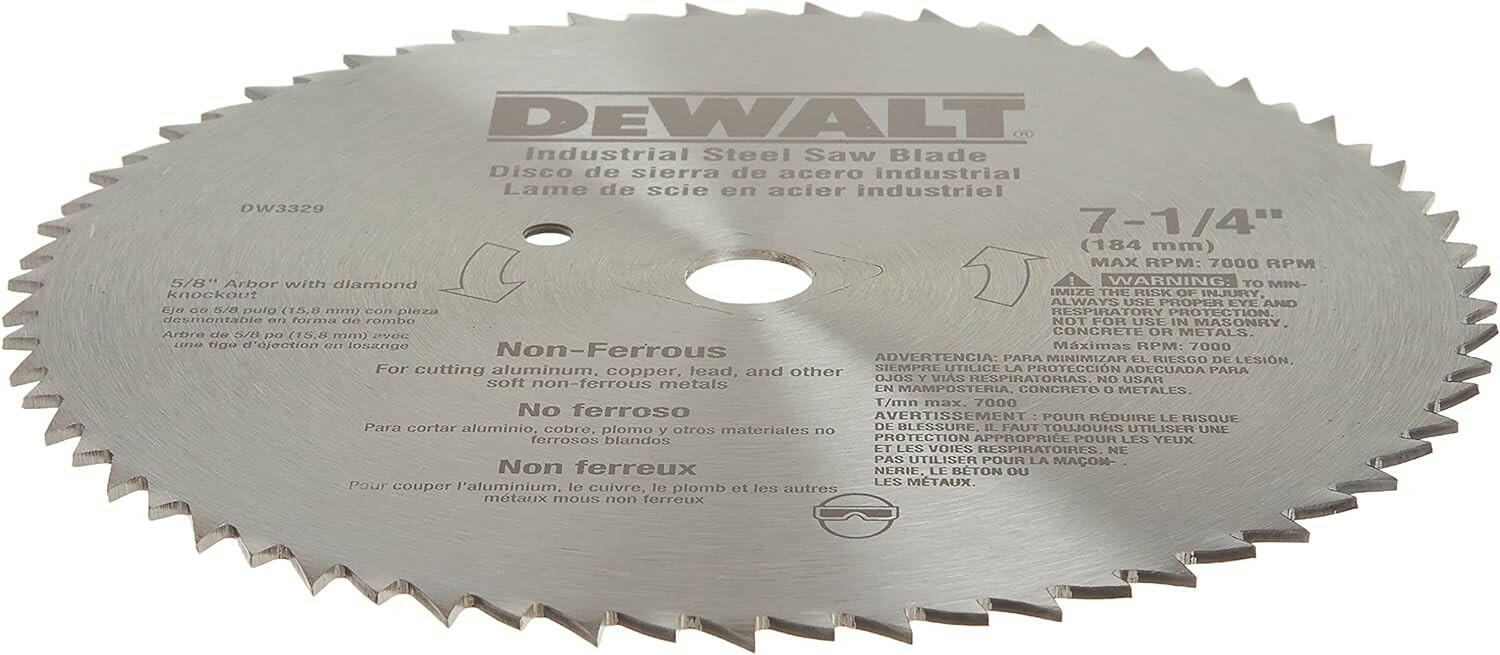 DEWALT®
Industrial Steel Saw Blade
Disco de sierra de acero industrial
Lame de scie en acier industriel
DW3329
5/8" Arbor with diamond
knockout
Eje de 5/8 pulg (15,8 mm) con pieza
desmontable en forma de rombo
Arbre de 5/8 po (15,8 mm) avec
une tige d'éjection en losange
7-1/4"
(184 mm)
MAX RPM: 7000 RPM
WARNING: TO MIN-
IMIZE THE RISK OF INJURY,
ALWAYS USE PROPER EYE AND
RESPIRATORY PROTECTION.
NOT FOR USE IN MASONRY,
CONCRETE OR METALS.
Máximas RPM: 7000
ADVERTENCIA: PARA MINIMIZAR EL RIESGO DE LESIÓN,
SIEMPRE UTILICE LA PROTECCIÓN ADECUADA PARA
OJOS Y VIÁS RESPIRATORIAS. NO USAR
EN MAMPOSTERIA, CONCRETO O METALES.
T/mn max. 7000
AVERTISSEMENT : POUR RÉDUIRE LE RISQUE
DE BLESSURE, IL FAUT TOUJOURS UTILISER UNE
PROTECTION APPROPRIÉE POUR LES YEUX
ET LES VOIES RESPIRATOIRES. NE
PAS UTILISER POUR LA MAÇON-
NERIE, LE BÉTON OU
LES MÉTAUX.
Non-Ferrous
For cutting aluminum, copper, lead, and other
soft non-ferrous metals
No ferroso
Para cortar aluminio, cobre, plomo y otros materiales no
ferrosos blandos
Non ferreux
Pour couper l'aluminium, le cuivre, le plomb et les autres
métaux mous non ferreux